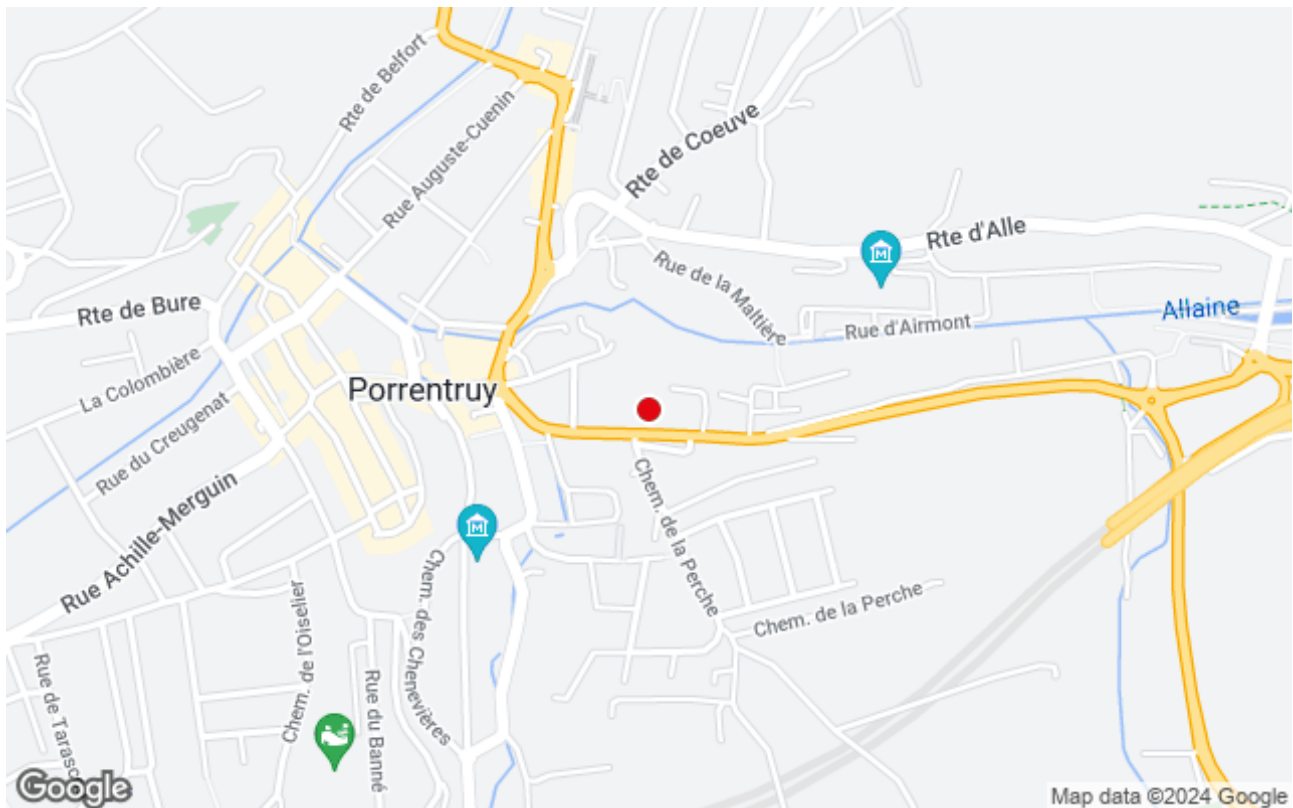 Rte de Belfort
Rue Auguste-Cuenin
Rte de Coeuve
Rte d'Alle
Rue de la Maltière
Allaine
Rue d'Airmont
Rte de Bure
La Colombière
Porrentruy
Rue du Creugenat
Rue Achille-Merguin
Chem. de la Perche
Chem. de la Perche
Chem. de l'Oiselier
Chem. des Chenevières
Rue de Tarasc
Rue du Banné
M
M
Google
Map data ©2024 Google